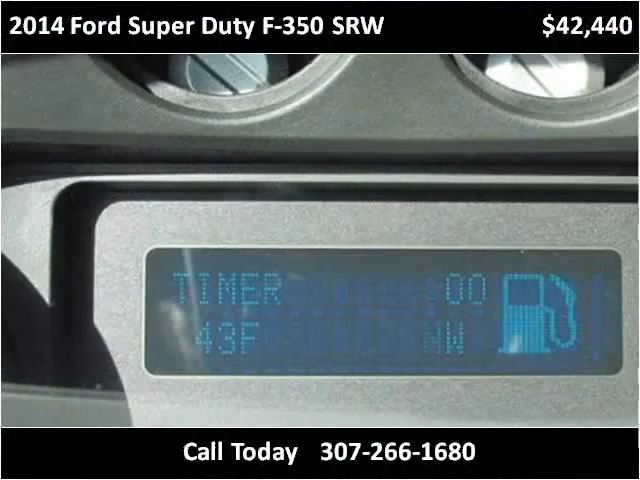 2014 Ford Super Duty F-350 SRW $42,440
TIMER 00
43F NW
Call Today 307-266-1680